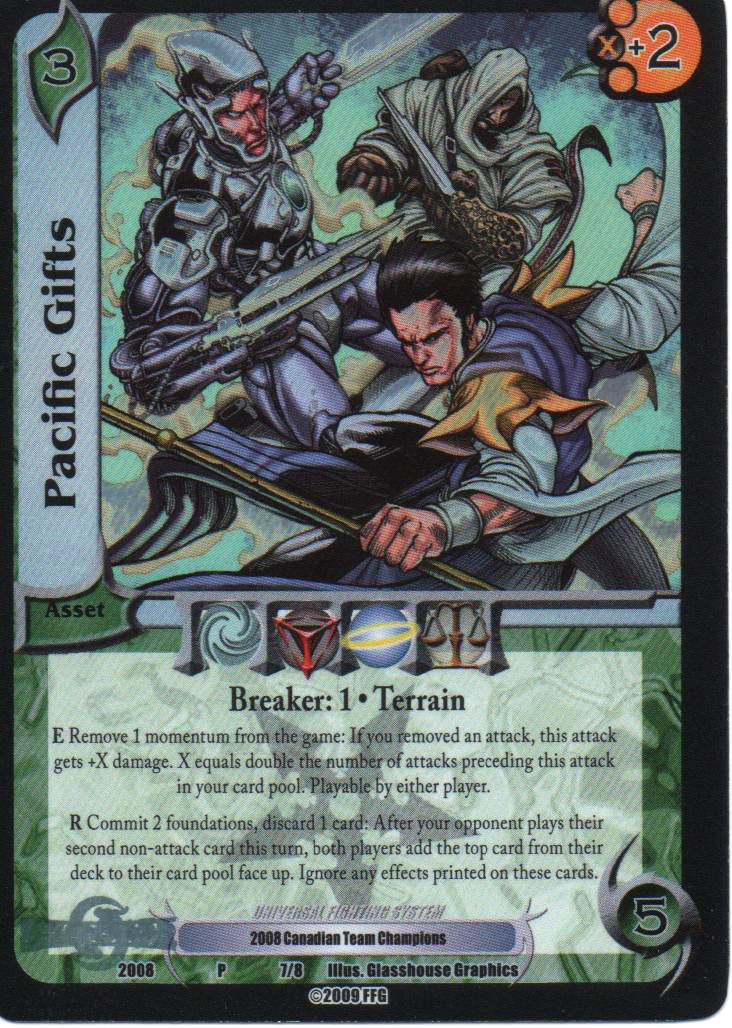 3
X +2
Pacific Gifts
Asset
Breaker: 1 • Terrain
E Remove 1 momentum from the game: If you removed an attack, this attack
gets +X damage. X equals double the number of attacks preceding this attack
in your card pool. Playable by either player.
R Commit 2 foundations, discard 1 card: After your opponent plays their
second non-attack card this turn, both players add the top card from their
deck to their card pool face up. Ignore any effects printed on these cards.
5
UNIVERSAL FIGHTING SYSTEM
2008 Canadian Team Champions
2008 P 7/8 Illus. Glasshouse Graphics
©2009 FFG